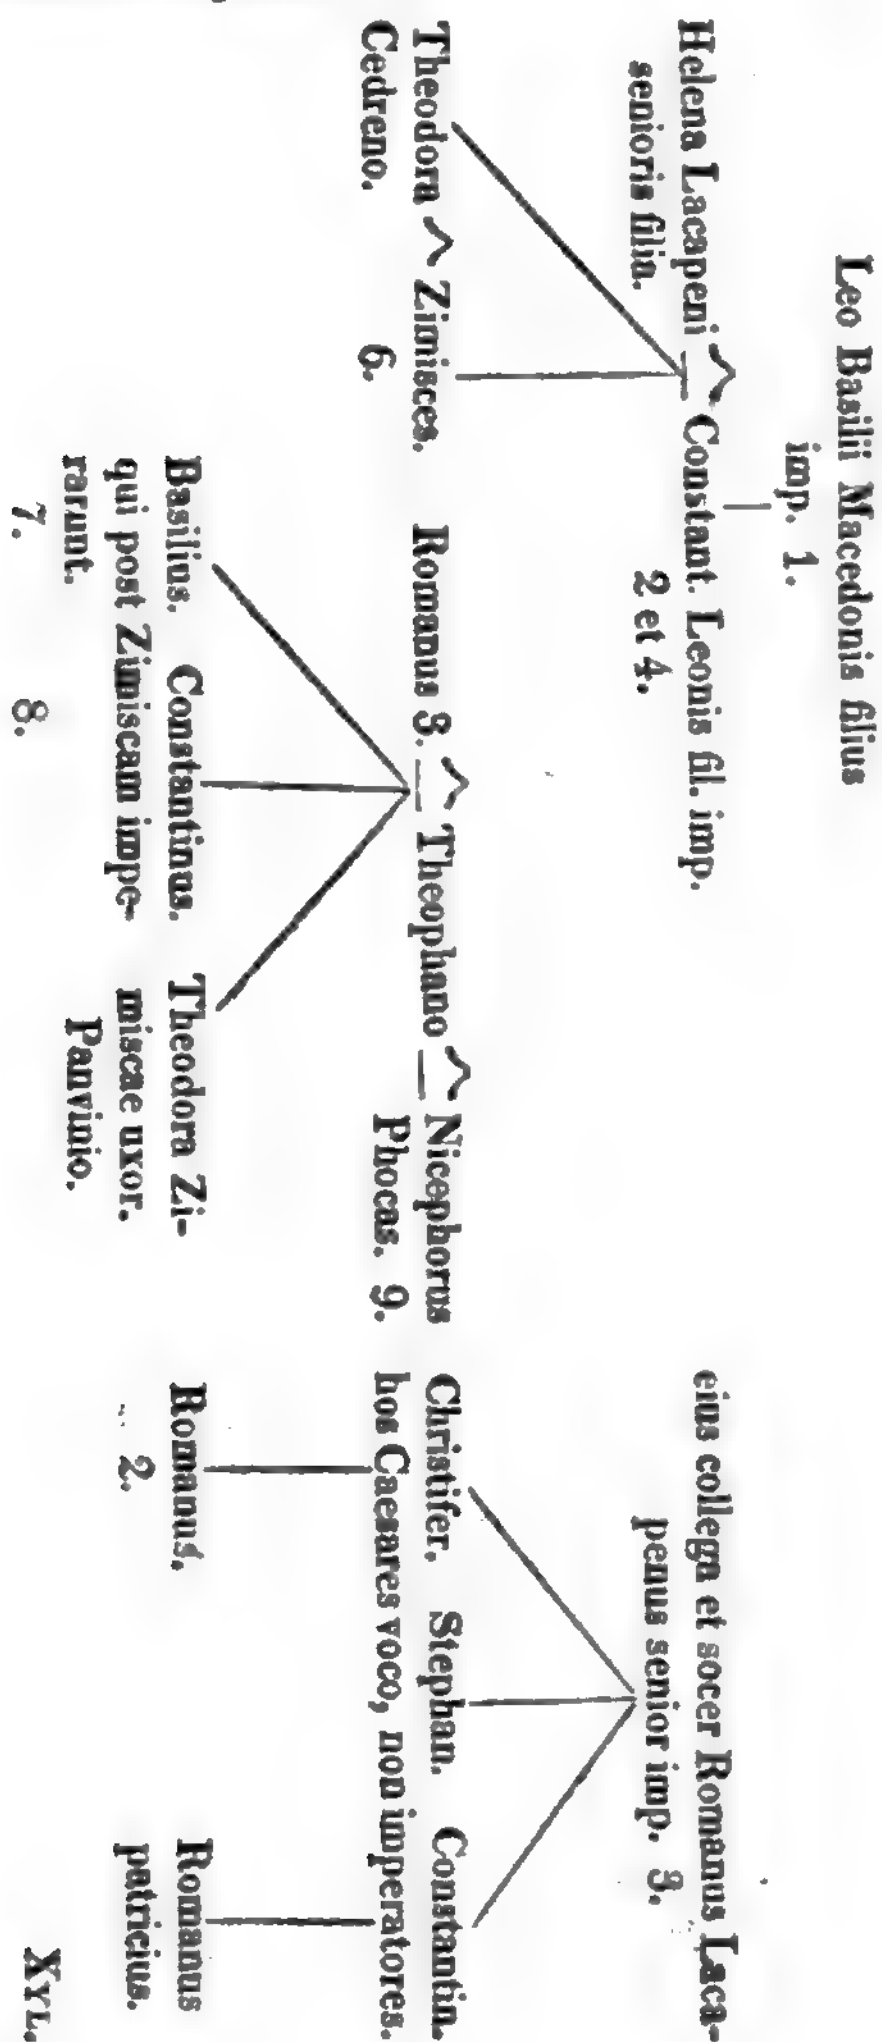 Leo Basilii Macedonis filius
imp. 1.
Helena Lacapeni Constant. Leonis fil. imp.
senioris filia. 2 et 4.
eius collega et socer Romanus Laca-
penus senior imp. 3.
Theodora Zimisces. Romanus 3. Theophano Nicephorus
Cedreno. 6. Phocas. 9.
Christifer. Stephan. Constantin.
hos Caesares voco, non imperatores.
Basilius. Constantinus. Theodora Zi-
qui post Zimiscam impe- miscae uxor.
rarunt. Panvinio.
7. 8.
Romanus. Romanus
2. patricius.
XYL.